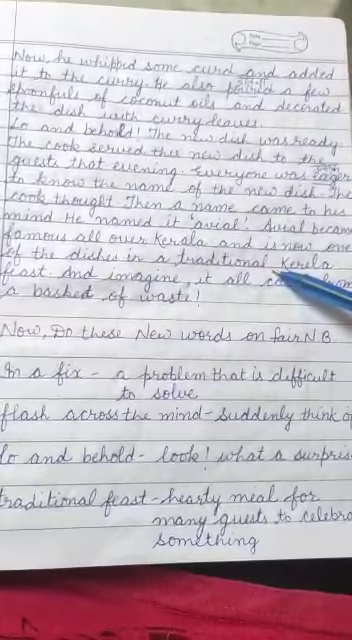 Date
Page
Now, he whipped some curd and added
it to the curry. He also poured a few
spoonfuls of coconut oils and decorated
the dish with curry leaves.
Lo and behold! The new dish was ready.
The cook served this new dish to the
guests that evening. Everyone was eager
to know the name of the new dish. The
cook thought Then a name came to his
mind He named it 'avial'. Avial became
famous all over Kerala and is now one
of the dishes in a traditional Kerela
feast. And imagine, it all from
a basket of waste!
Now, Do these New words on fair N.B.
In a fix - a problem that is difficult
to solve
flash across the mind - Suddenly think of
lo and behold - look! what a surpris
traditional feast - hearty meal for
many guests to celebra
something